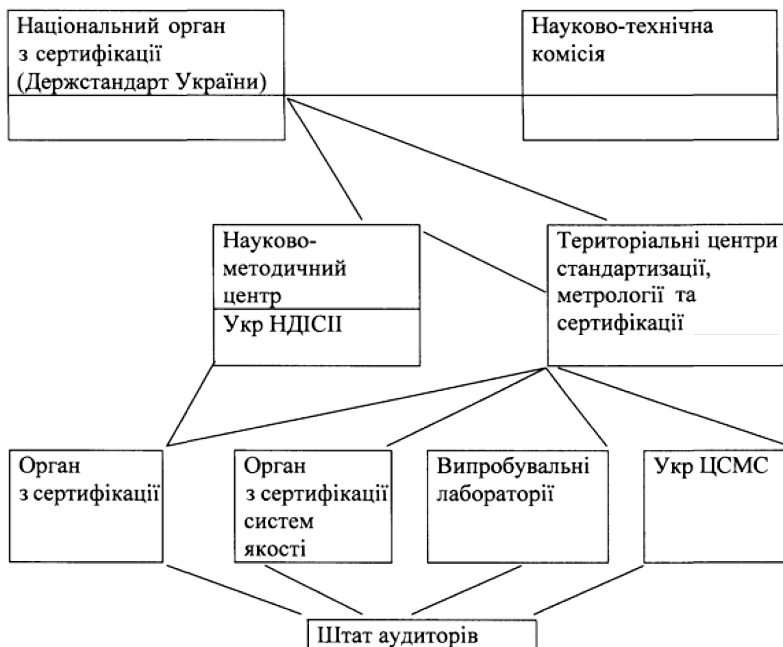 Національний орган
з сертифікації
(Держстандарт України)
Науково-технічна
комісія
Науково-
методичний
центр
Укр НДІСІІ
Територіальні центри
стандартизації,
метрології та
сертифікації
Орган
з сертифікації
Орган
з сертифікації
систем
якості
Випробувальні
лабораторії
Укр ЦСМС
Штат аудиторів